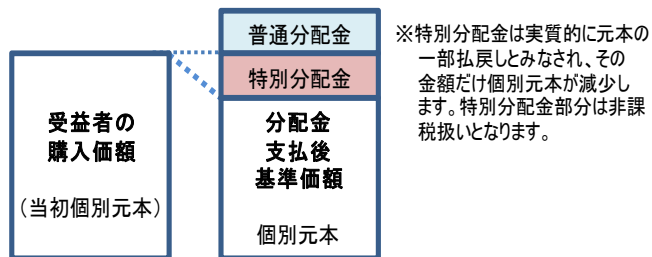 普通分配金
特別分配金
受益者の
購入価額
(当初個別元本)
分配金
支払後
基準価額
個別元本
※特別分配金は実質的に元本の
一部払戻しとみなされ、その
金額だけ個別元本が減少し
ます。特別分配金部分は非課
税扱いとなります。